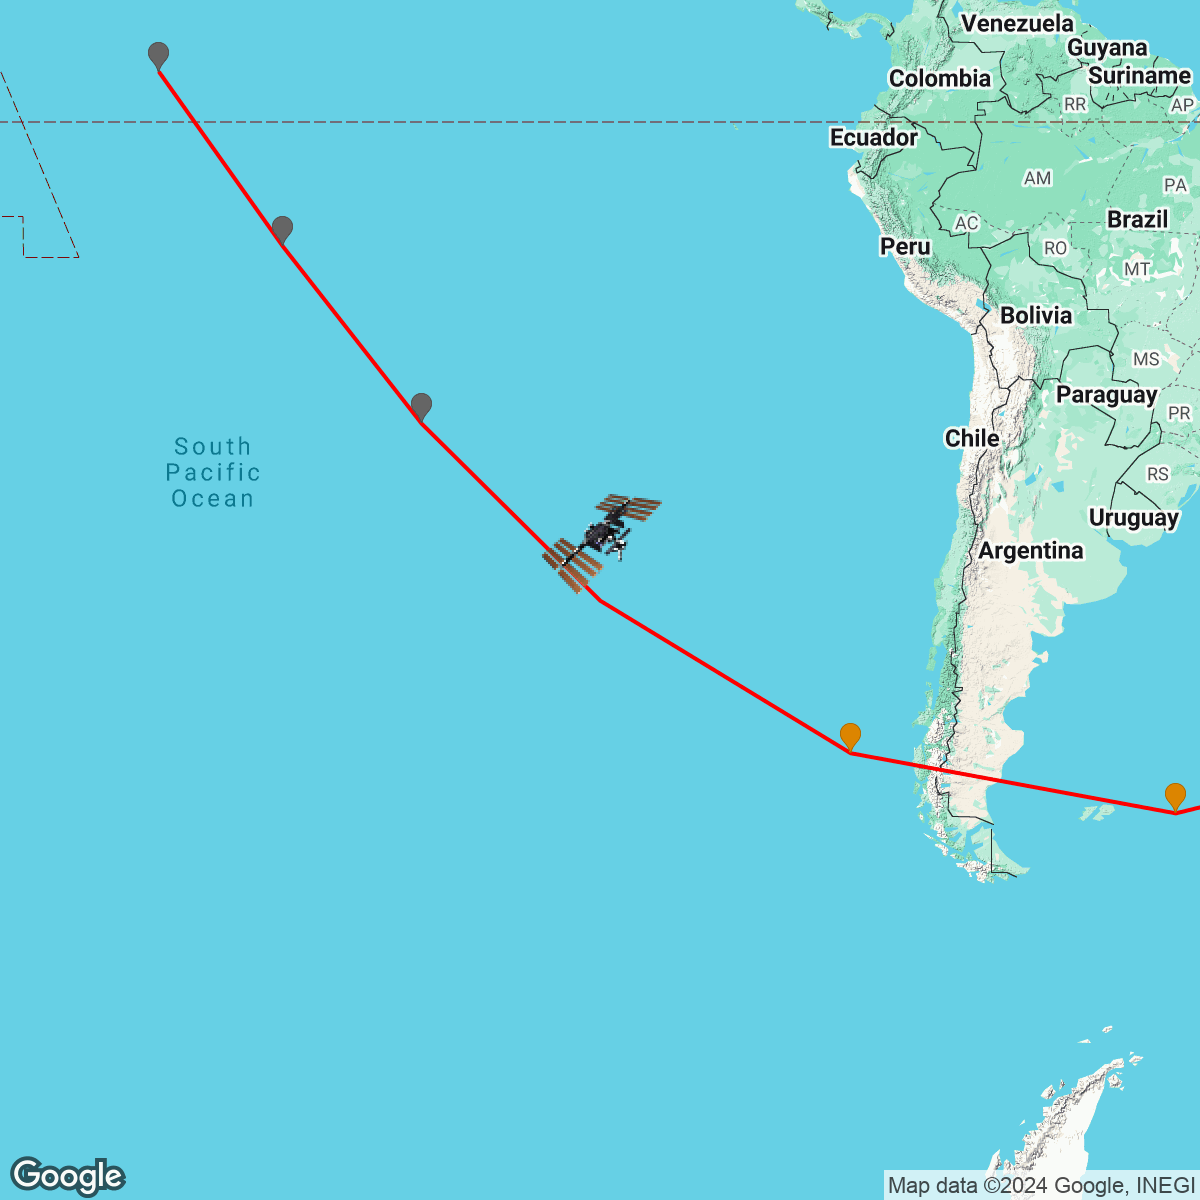 Venezuela
Guyana
Colombia
Suriname
RR
AP
Ecuador
AM
PA
AC
Brazil
Peru
RO
MT
Bolivia
MS
Paraguay
PR
Chile
South
Pacific
Ocean
RS
Uruguay
Argentina
Google
Map data ©2024 Google, INEGI